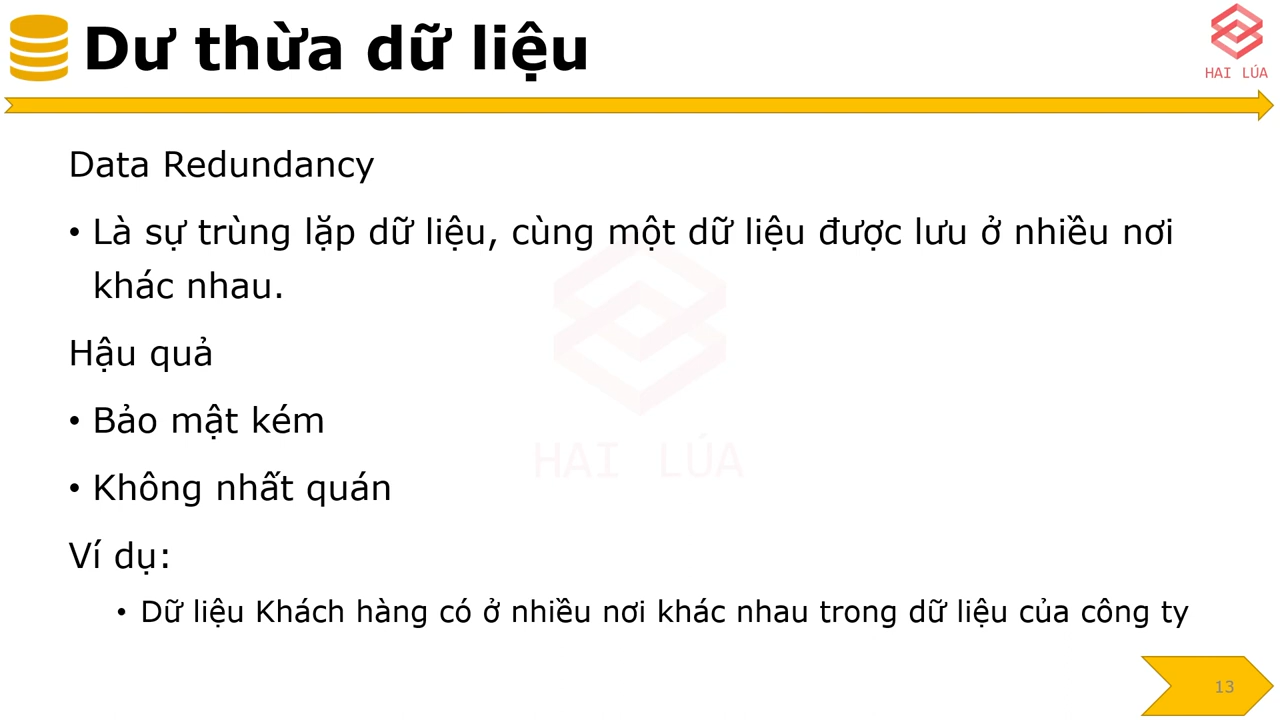 Dư thừa dữ liệu
HAI LÚA
Data Redundancy
• Là sự trùng lặp dữ liệu, cùng một dữ liệu được lưu ở nhiều nơi
khác nhau.
Hậu quả
• Bảo mật kém
HAI LÚA
• Không nhất quán
Ví dụ:
• Dữ liệu Khách hàng có ở nhiều nơi khác nhau trong dữ liệu của công ty
13